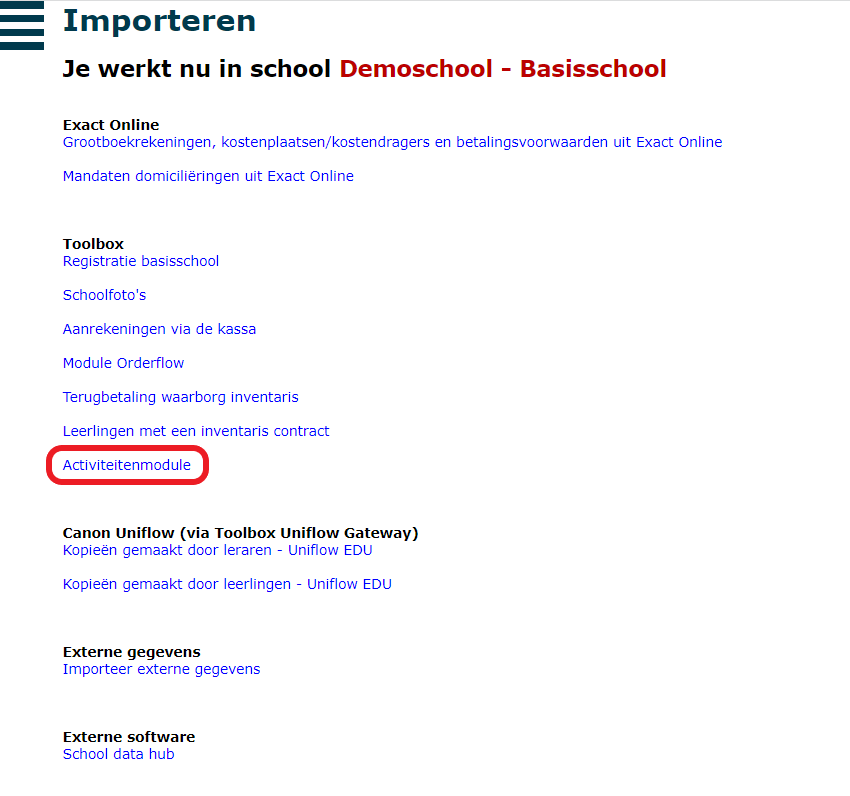 Importeren
Je werkt nu in school Demoschool - Basisschool
Exact Online
Grootboekrekeningen, kostenplaatsen/kostendragers en betalingsvoorwaarden uit Exact Online
Mandaten domiciliëringen uit Exact Online
Toolbox
Registratie basisschool
Schoolfoto's
Aanrekeningen via de kassa
Module Orderflow
Terugbetaling waarborg inventaris
Leerlingen met een inventaris contract
Activiteitenmodule
Canon Uniflow (via Toolbox Uniflow Gateway)
Kopieën gemaakt door leraren - Uniflow EDU
Kopieën gemaakt door leerlingen - Uniflow EDU
Externe gegevens
Importeer externe gegevens
Externe software
School data hub